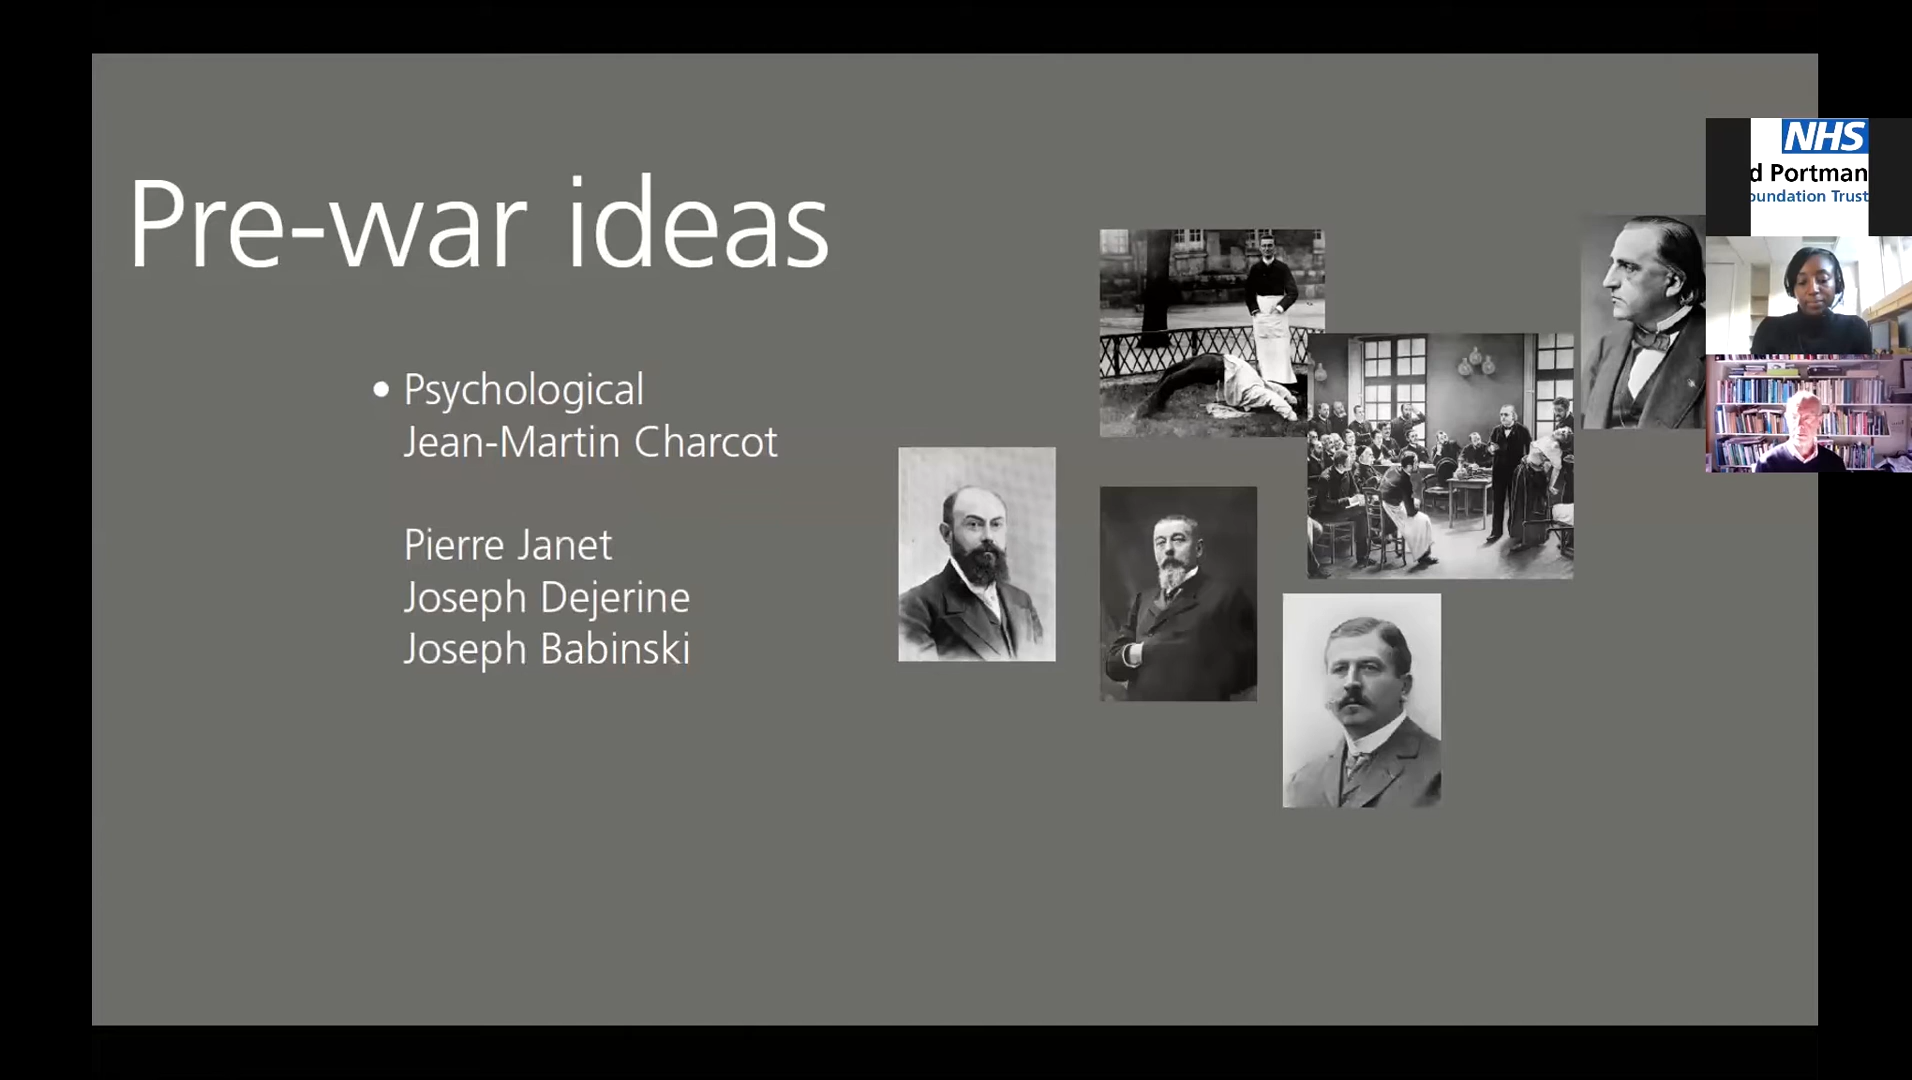 Pre-war ideas
• Psychological
Jean-Martin Charcot
Pierre Janet
Joseph Dejerine
Joseph Babinski
NHS
d Portman
oundation Trust